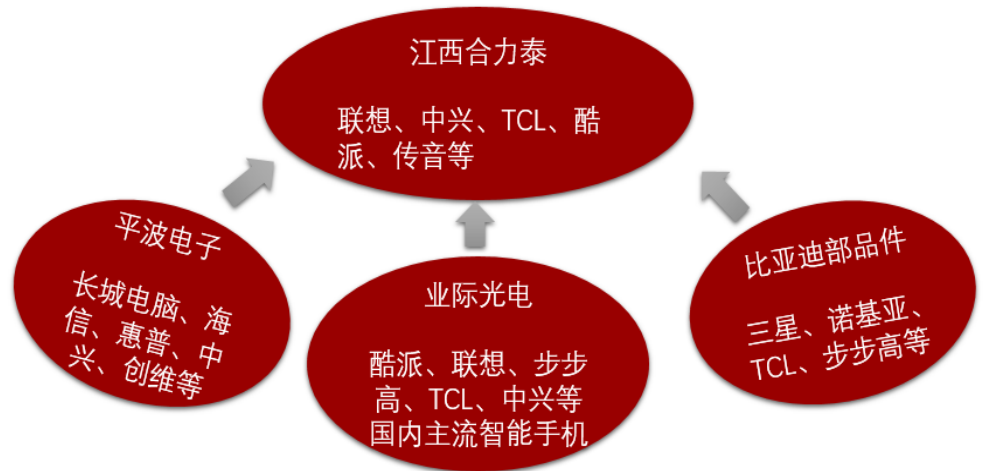 江西合力泰
联想、中兴、TCL、酷
派、传音等
平波电子
长城电脑、海
信、惠普、中
兴、创维等
业际光电
酷派、联想、步步
高、TCL、中兴等
国内主流智能手机
比亚迪部品件
三星、诺基亚、
TCL、步步高等